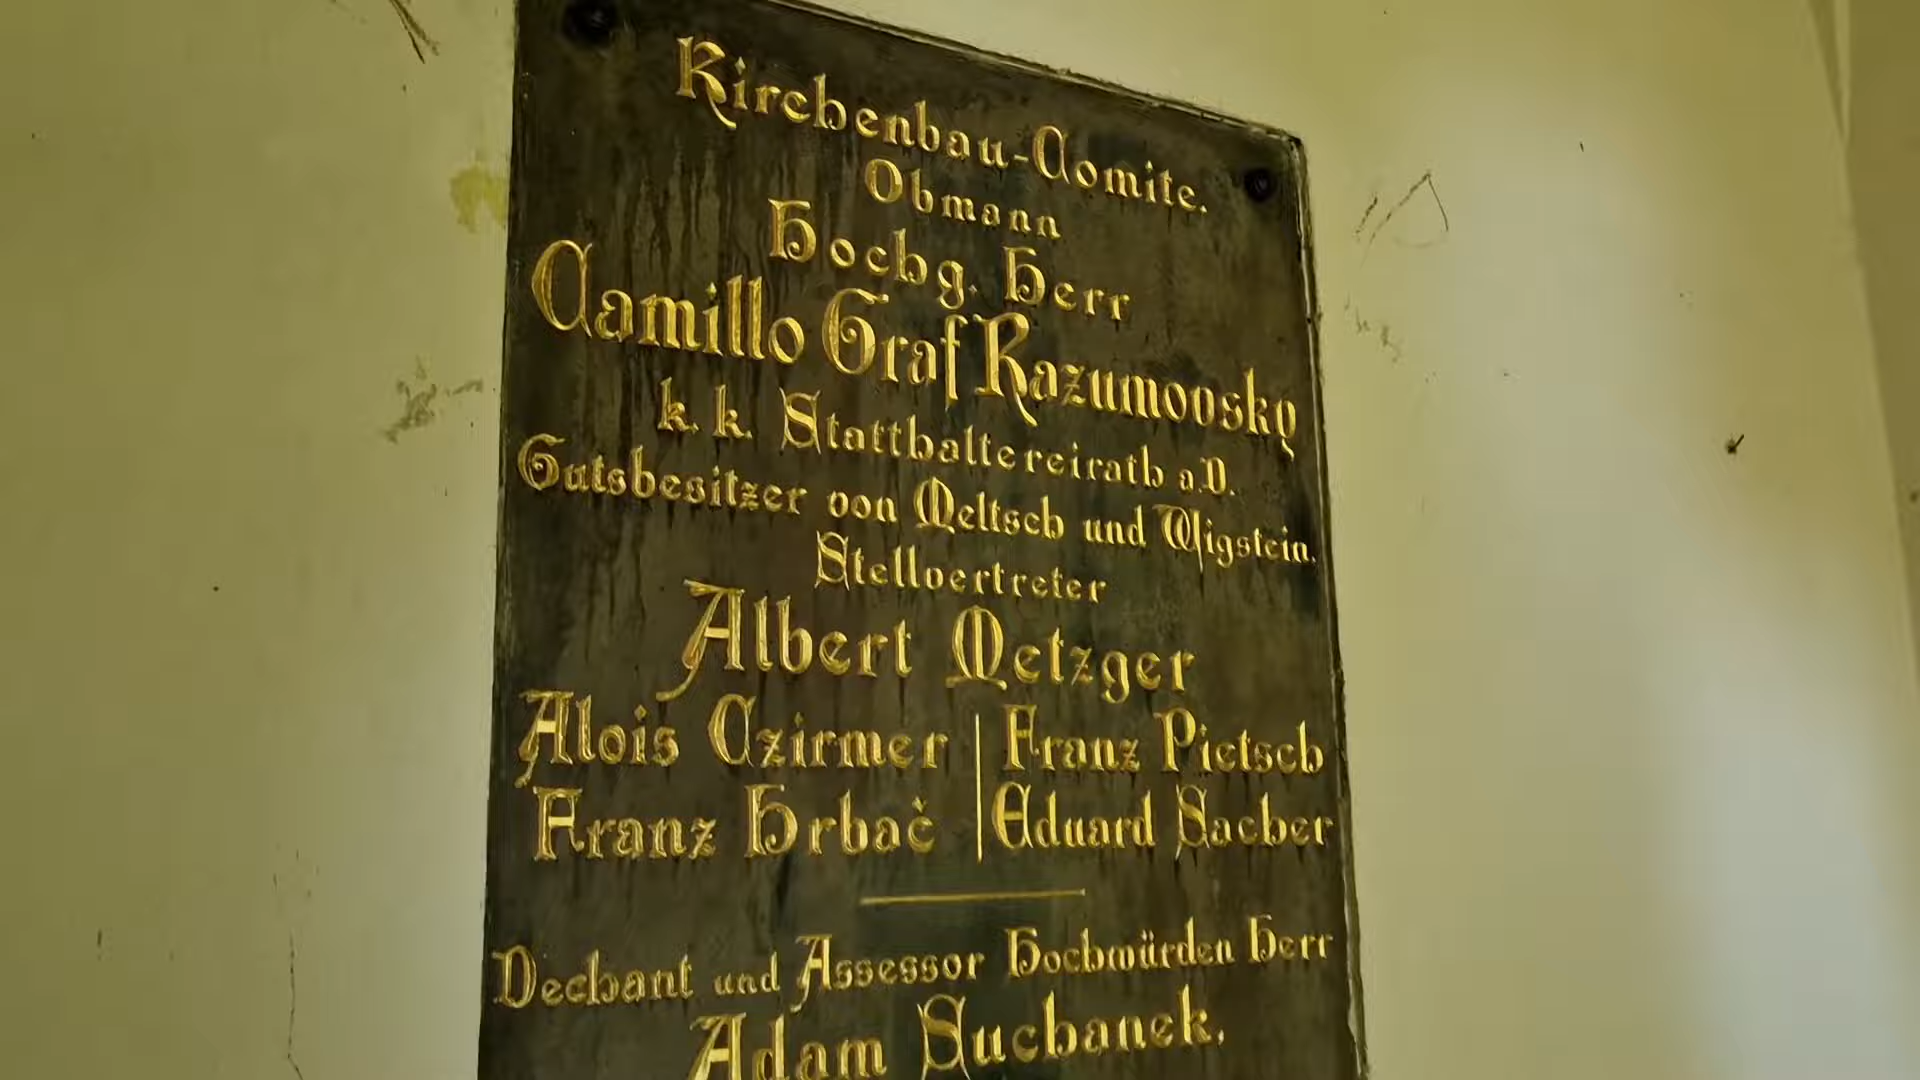 Kirchenbau-Comite.
Obmann
Hochg. Herr
Camillo Graf Razumovsky
k. k. Statthaltereirath a.D.
Gutsbesitzer von Meltsch und Wigstein.
Stellvertreter
Albert Metzger
Alois Czirmer | Franz Pietsch
Franz Hrbač | Eduard Sacher
Dechant und Assessor Hochwürden Herr
Adam Suchanek.